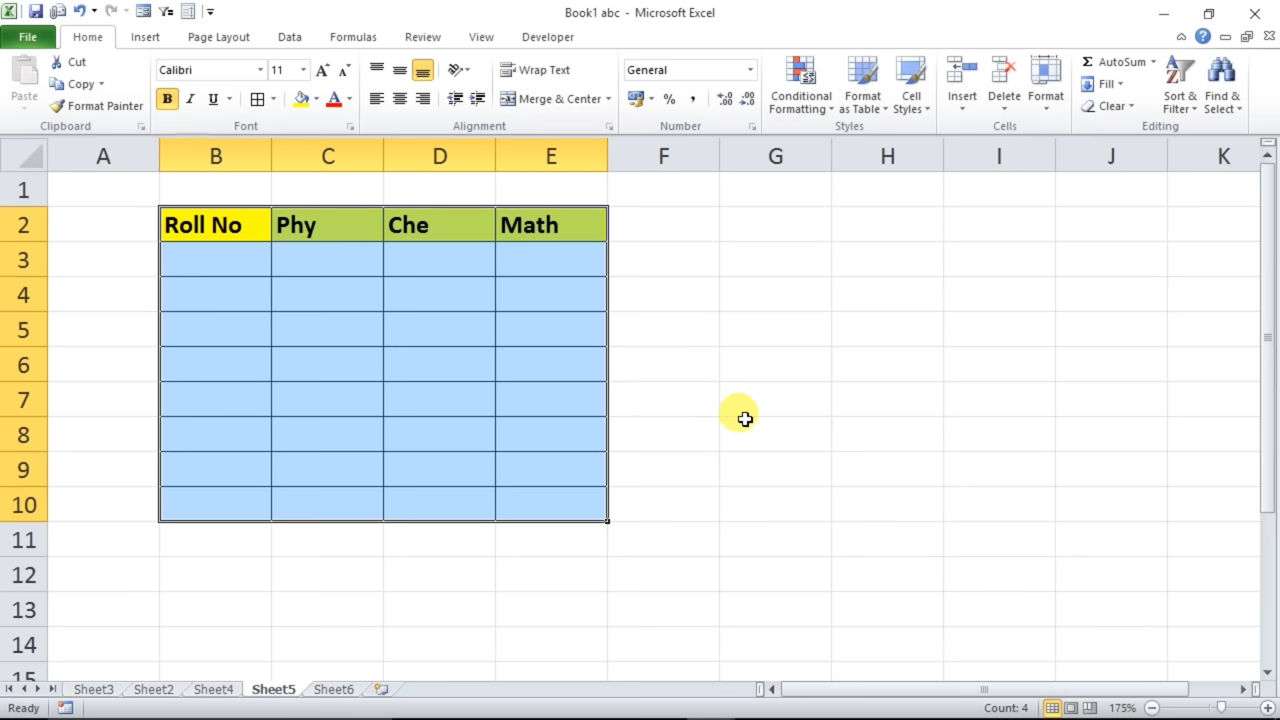 Book1 abc - Microsoft Excel
File Home Insert Page Layout Data Formulas Review View Developer
Paste
Cut
Copy
Format Painter
Clipboard
Calibri 11
B I U A
Font
Wrap Text
Merge & Center
Alignment
General
% ,
Number
Conditional Formatting
Format as Table
Cell Styles
Styles
Insert Delete Format
Cells
Σ AutoSum
Fill
Clear
Sort & Filter
Find & Select
Editing
A B C D E F G H I J K
1
2 Roll No Phy Che Math
3
4
5
6
7
8
9
10
11
12
13
14
15
Sheet3 Sheet2 Sheet4 Sheet5 Sheet6
Ready Count: 4 175%